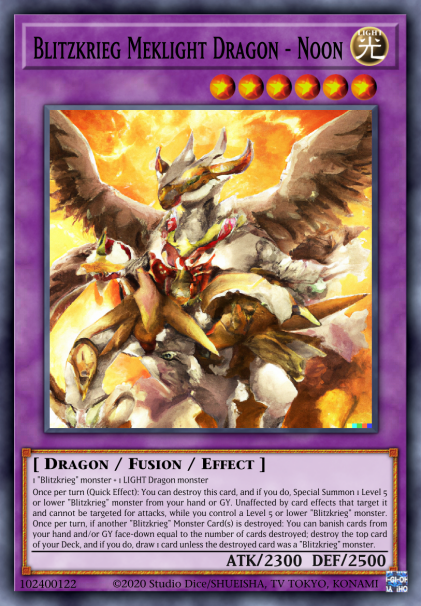 Blitzkrieg Meklight Dragon - Noon
LIGHT
光
[ Dragon / Fusion / Effect ]
1 "Blitzkrieg" monster + 1 LIGHT Dragon monster
Once per turn (Quick Effect): You can destroy this card, and if you do, Special Summon 1 Level 5
or lower "Blitzkrieg" monster from your hand or GY. Unaffected by card effects that target it
and cannot be targeted for attacks, while you control a Level 5 or lower "Blitzkrieg" monster.
Once per turn, if another "Blitzkrieg" Monster Card(s) is destroyed: You can banish cards from
your hand and/or GY face-down equal to the number of cards destroyed; destroy the top card
of your Deck, and if you do, draw 1 card unless the destroyed card was a "Blitzkrieg" monster.
ATK/2300 DEF/2500
102400122 ©2020 Studio Dice/SHUEISHA, TV TOKYO, KONAMI